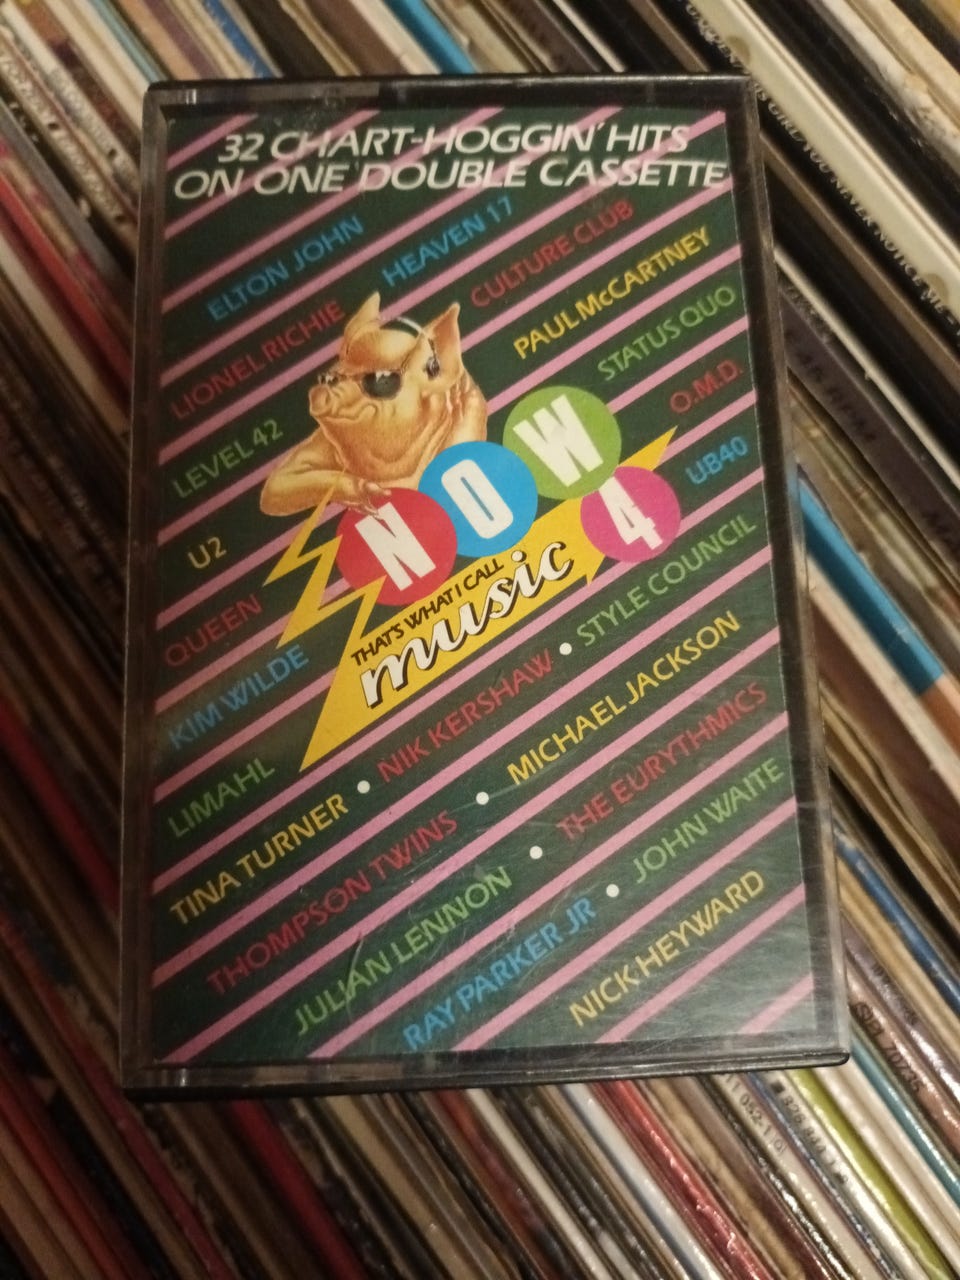 32 CHART-HOGGIN' HITS
ON ONE DOUBLE CASSETTE
ELTON JOHN
HEAVEN 17
LIONEL RICHIE
CULTURE CLUB
PAUL McCARTNEY
LEVEL 42
STATUS QUO
O.M.D.
U2
UB40
NOW
4
THAT'S WHAT I CALL
music
QUEEN
KIM WILDE
LIMAHL
TINA TURNER • NIK KERSHAW • STYLE COUNCIL
THOMPSON TWINS • MICHAEL JACKSON
JULIAN LENNON • THE EURYTHMICS
RAY PARKER JR • JOHN WAITE
NICK HEYWARD